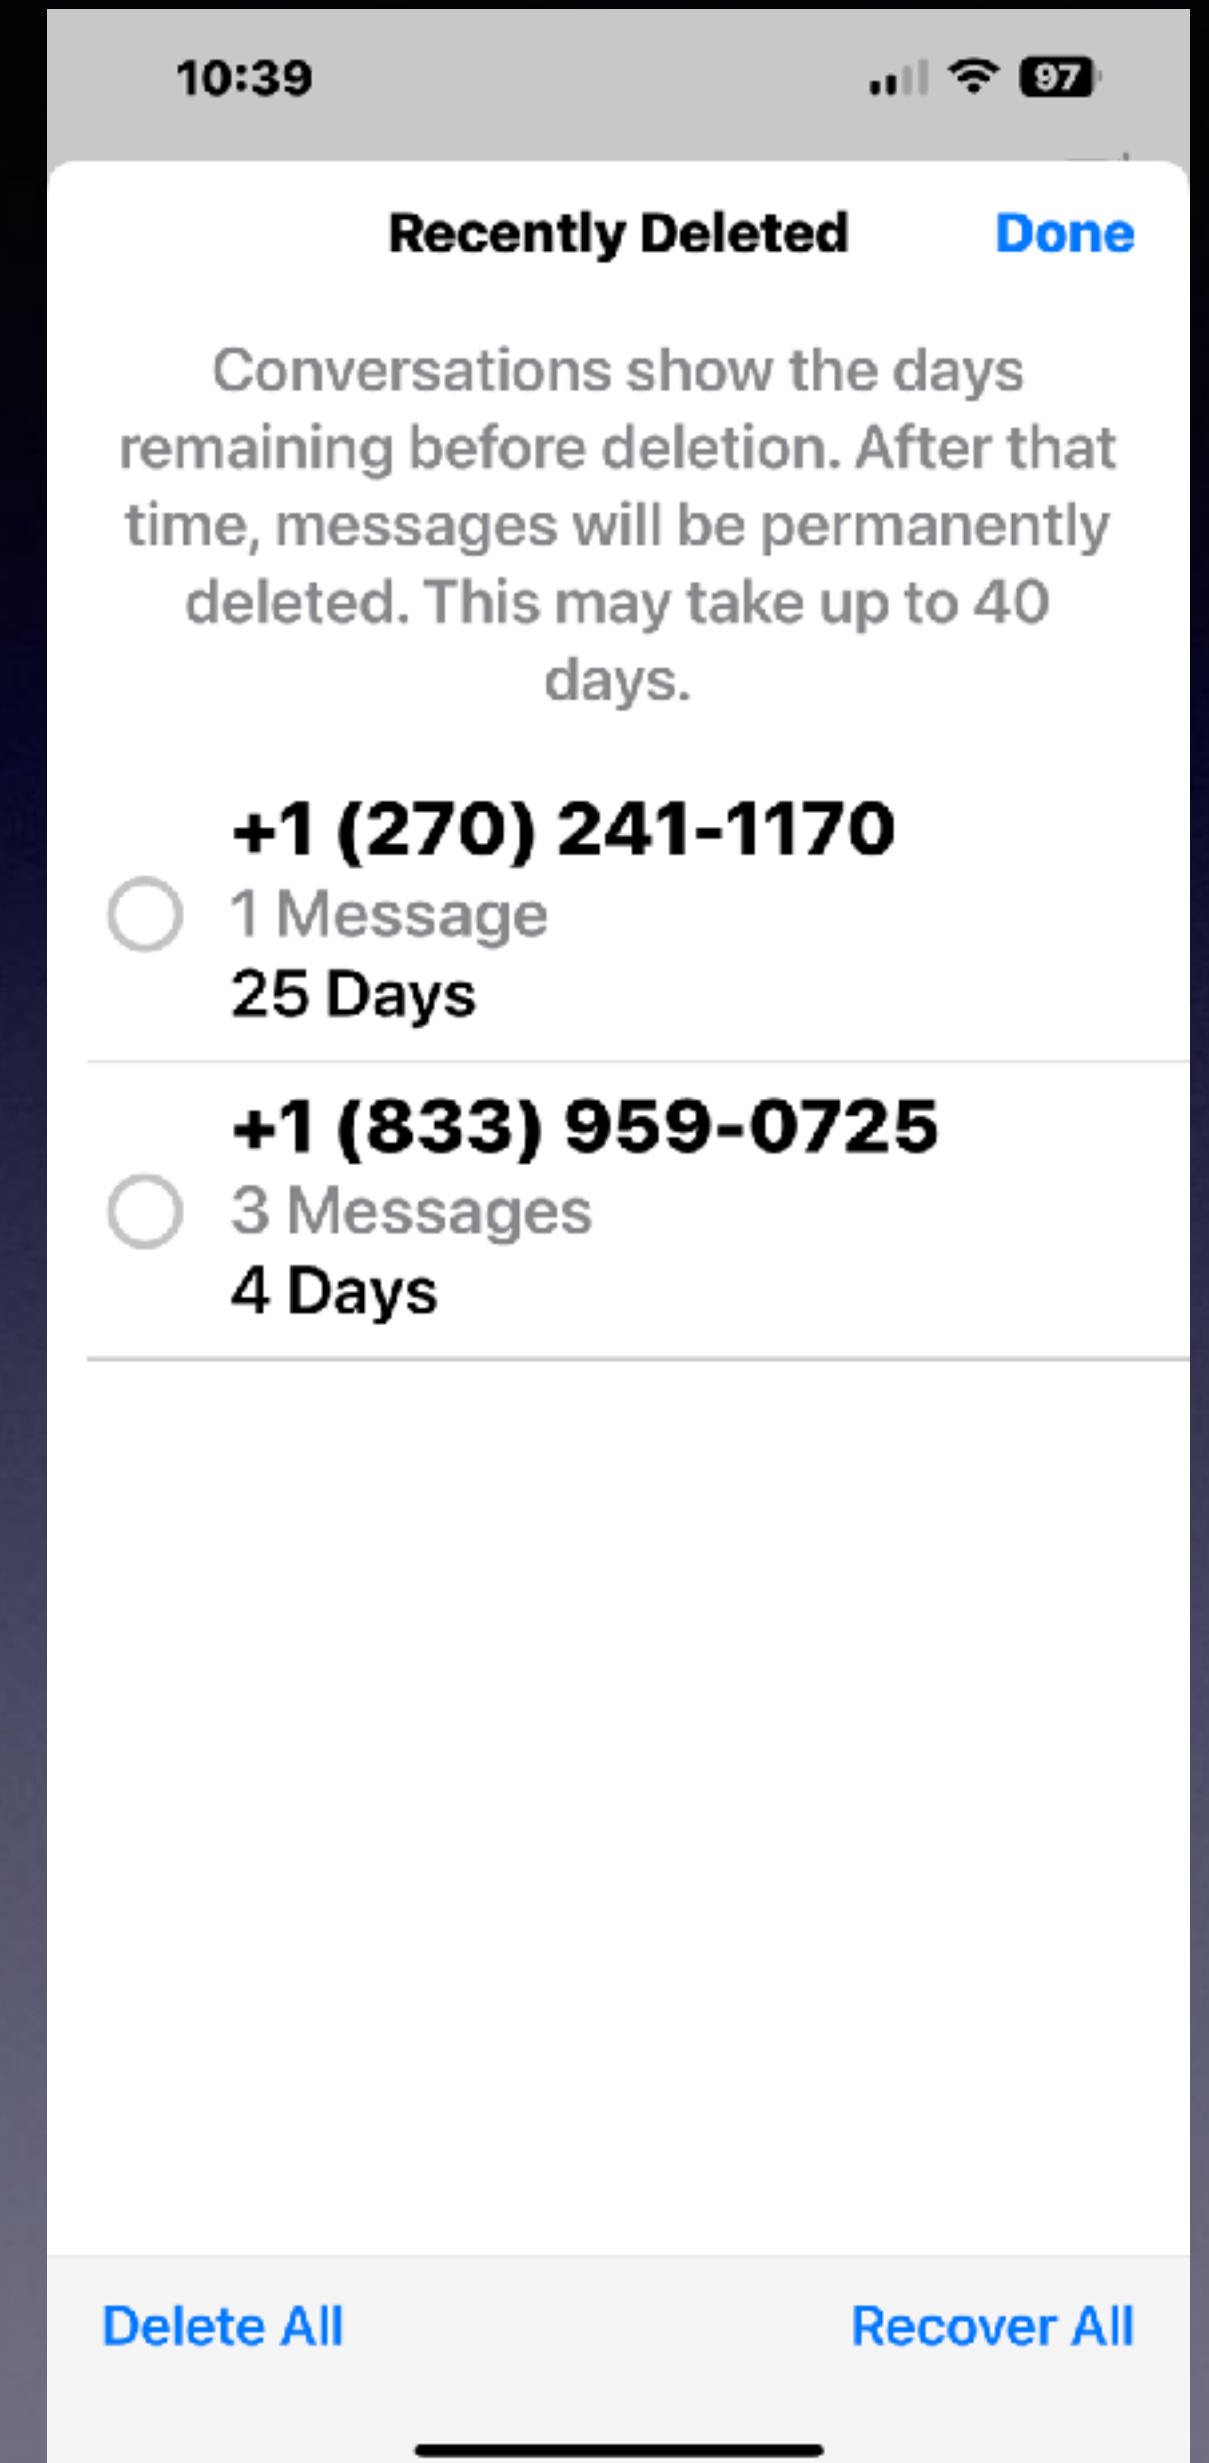 10:39 97
Recently Deleted Done
Conversations show the days
remaining before deletion. After that
time, messages will be permanently
deleted. This may take up to 40
days.
+1 (270) 241-1170
1 Message
25 Days
+1 (833) 959-0725
3 Messages
4 Days
Delete All Recover All